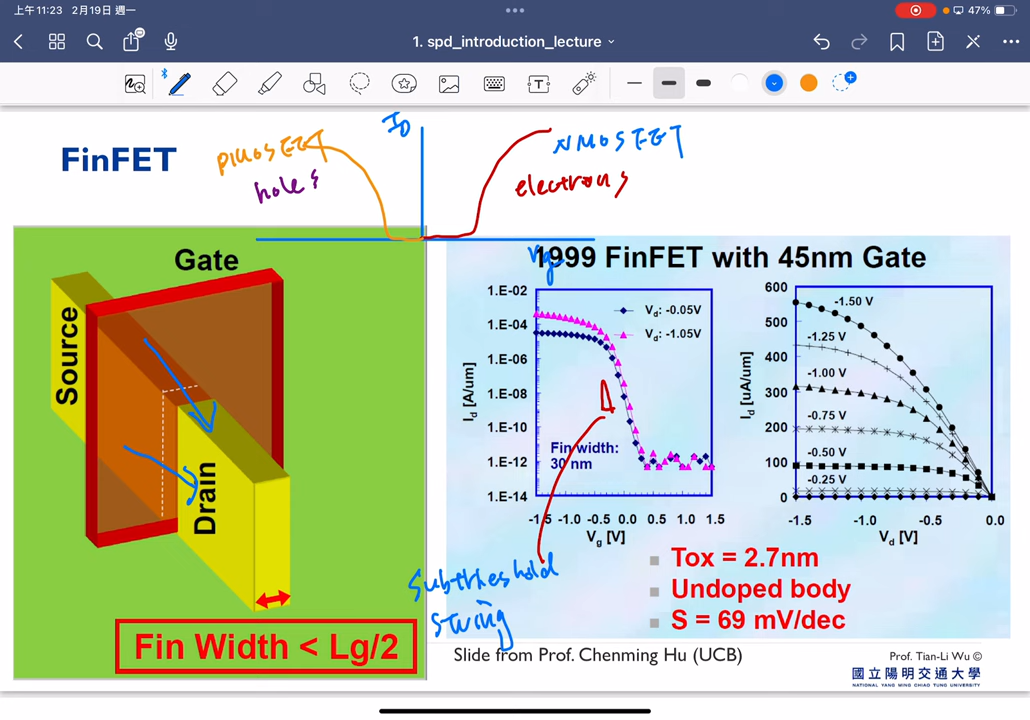 上午11:23 2月19日 週一
47%
1. spd_introduction_lecture
FinFET
PMOSFET
holes
ID
NMOSFET
electrons
Vg
Gate
Source
Drain
Fin Width < Lg/2
1999 FinFET with 45nm Gate
1.E-02
1.E-04
1.E-06
1.E-08
1.E-10
1.E-12
1.E-14
Id [A/um]
Vd: -0.05V
Vd: -1.05V
Fin width:
30 nm
-1.5 -1.0 -0.5 0.0 0.5 1.0 1.5
Vg [V]
600
500
400
300
200
100
0
Id [uA/um]
-1.50 V
-1.25 V
-1.00 V
-0.75 V
-0.50 V
-0.25 V
-1.5 -1.0 -0.5 0.0
Vd [V]
Subthreshold
swing
Tox = 2.7nm
Undoped body
S = 69 mV/dec
Slide from Prof. Chenming Hu (UCB)
Prof. Tian-Li Wu ©
國立陽明交通大學
NATIONAL YANG MING CHIAO TUNG UNIVERSITY